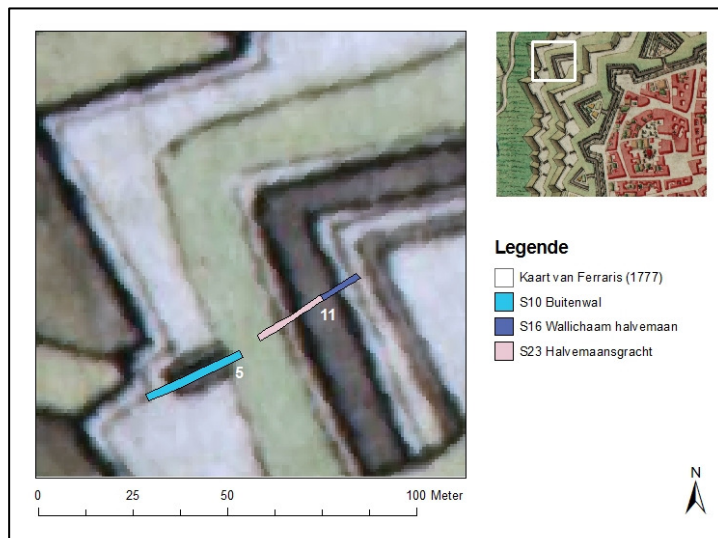 11
5
0 25 50 100 Meter
Legende
Kaart van Ferraris (1777)
S10 Buitenwal
S16 Wallichaam halvemaan
S23 Halvemaansgracht
N